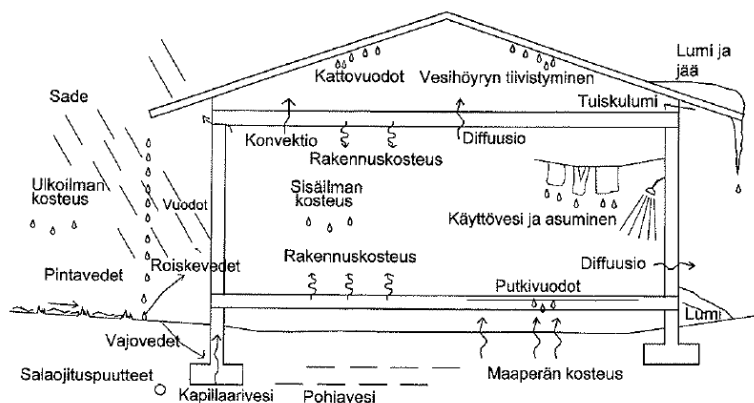 Lumi ja
jää
Kattovuodot
Vesihöyryn tiivistyminen
Sade
Tuiskulumi
Konvektio
Diffuusio
Rakennuskosteus
Ulkoilman
kosteus
Vuodot
Sisäilman
kosteus
Käyttövesi ja asuminen
Rakennuskosteus
Pintavedet
Roiskevedet
Diffuusio
Putkivuodot
Lumi
Vajovedet
Salaojituspuutteet
Kapillaarivesi
Pohjavesi
Maaperän kosteus